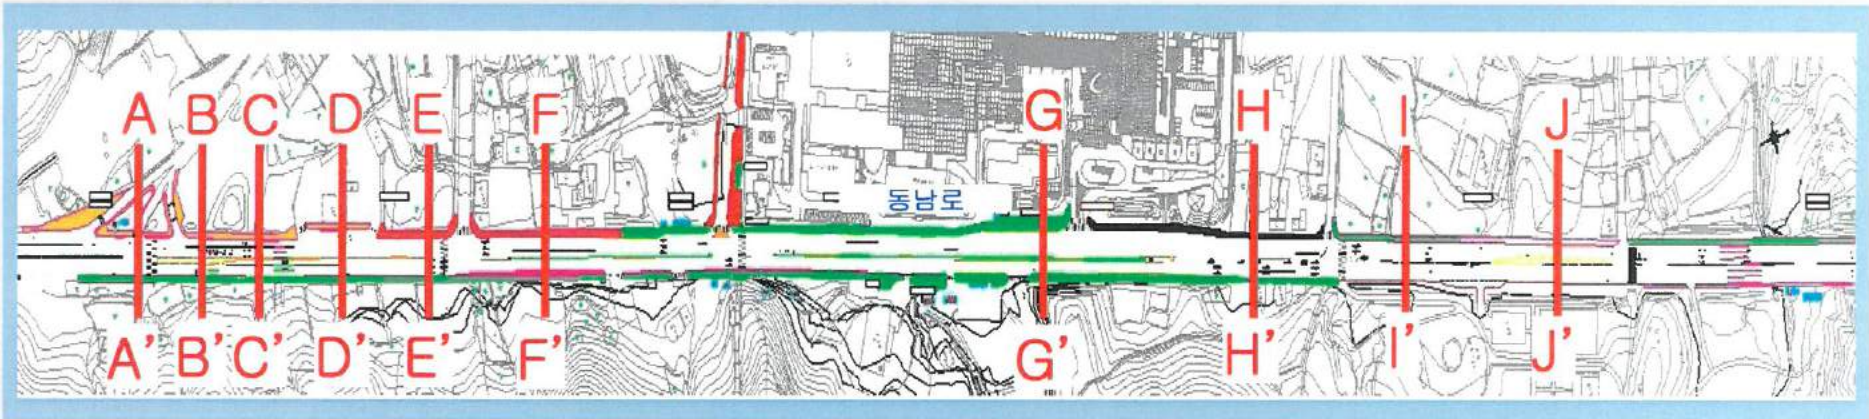 A B C D E F G H I J
동남로
A' B' C' D' E' F' G' H' I' J'